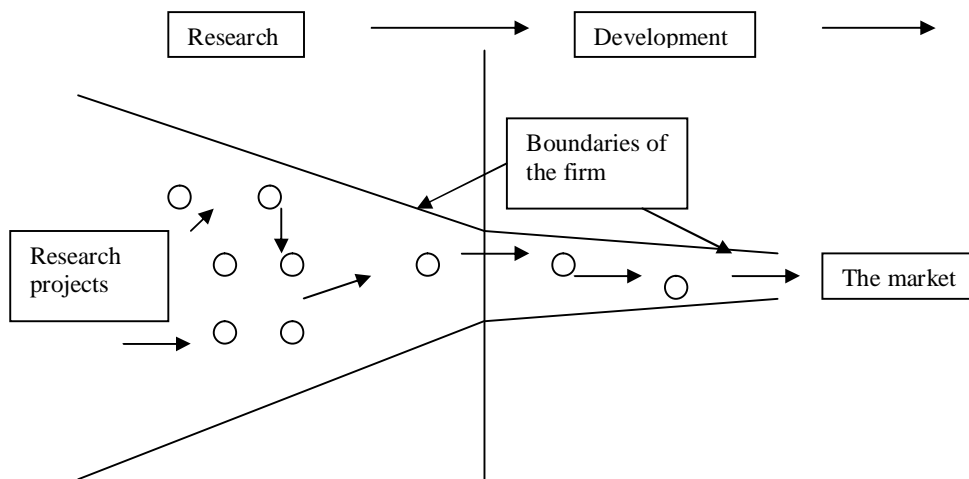 Research
Development
Boundaries of
the firm
Research
projects
The market